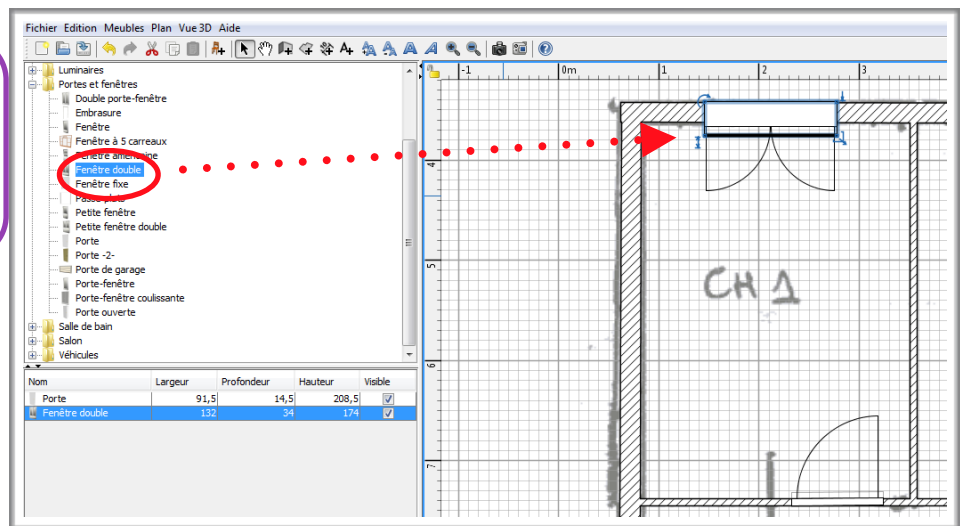 Fichier Edition Meubles Plan Vue 3D Aide
Luminaires
Portes et fenêtres
Double porte-fenêtre
Embrasure
Fenêtre
Fenêtre à 5 carreaux
Fenêtre américaine
Fenêtre double
Fenêtre fixe
Passe-plats
Petite fenêtre
Petite fenêtre double
Porte
Porte -2-
Porte de garage
Porte-fenêtre
Porte-fenêtre coulissante
Porte ouverte
Salle de bain
Salon
Véhicules
Nom Largeur Profondeur Hauteur Visible
Porte 91,5 14,5 208,5
Fenêtre double 132 34 174
-1 0m 1 2 3
4
5
6
7
CH 1